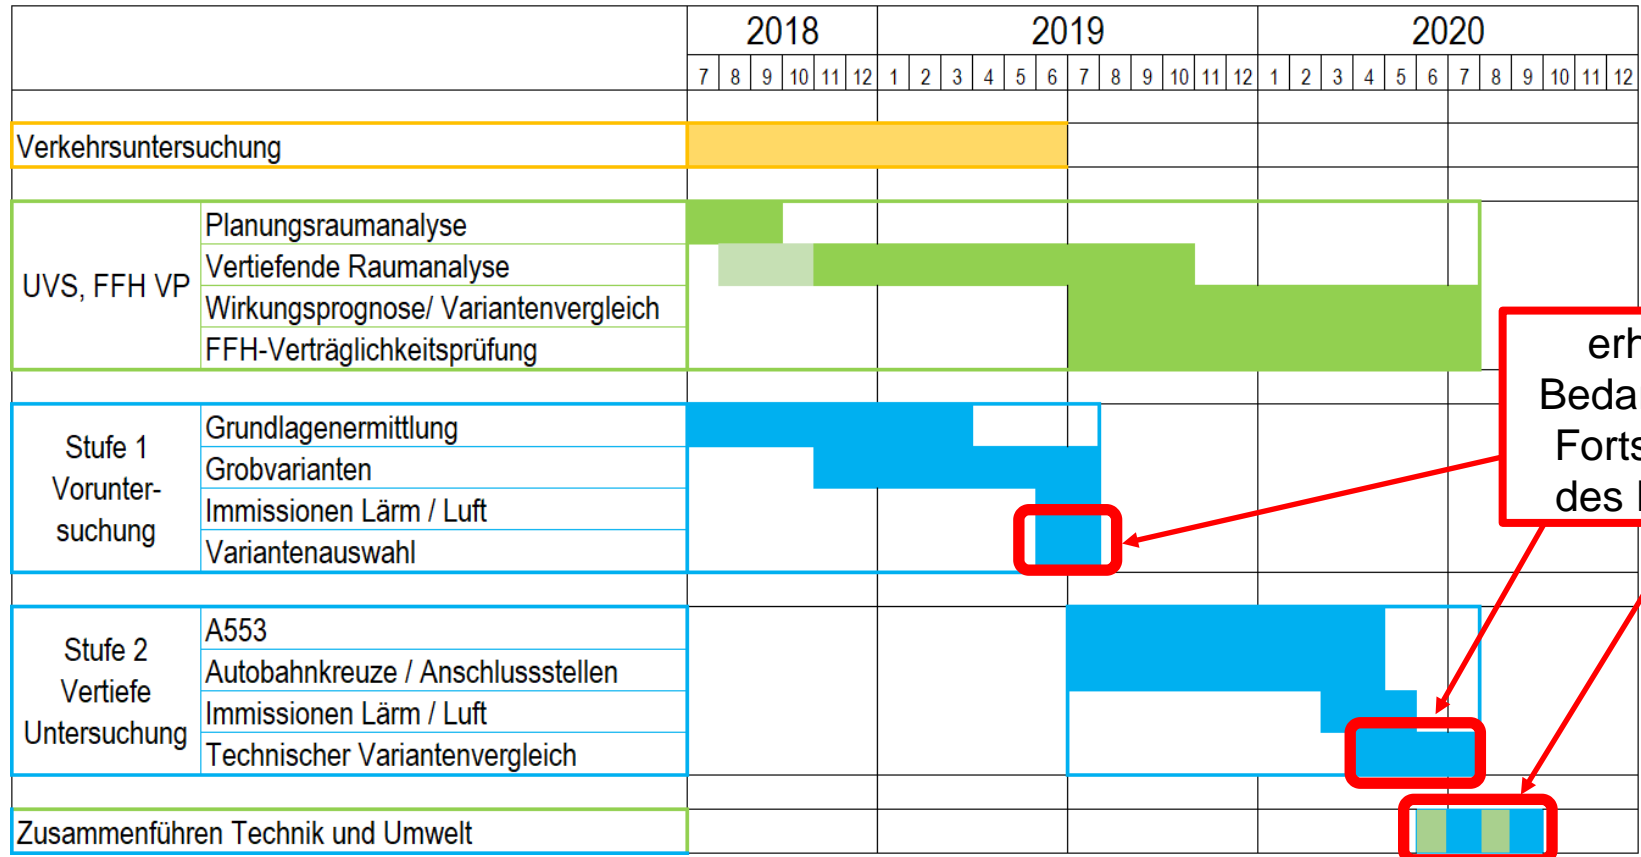 2018 2019 2020
7 8 9 10 11 12 1 2 3 4 5 6 7 8 9 10 11 12 1 2 3 4 5 6 7 8 9 10 11 12
Verkehrsuntersuchung
UVS, FFH VP
Planungsraumanalyse
Vertiefende Raumanalyse
Wirkungsprognose/ Variantenvergleich
FFH-Verträglichkeitsprüfung
Stufe 1
Vorunter-
suchung
Grundlagenermittlung
Grobvarianten
Immissionen Lärm / Luft
Variantenauswahl
Stufe 2
Vertiefe
Untersuchung
A553
Autobahnkreuze / Anschlussstellen
Immissionen Lärm / Luft
Technischer Variantenvergleich
Zusammenführen Technik und Umwelt
des